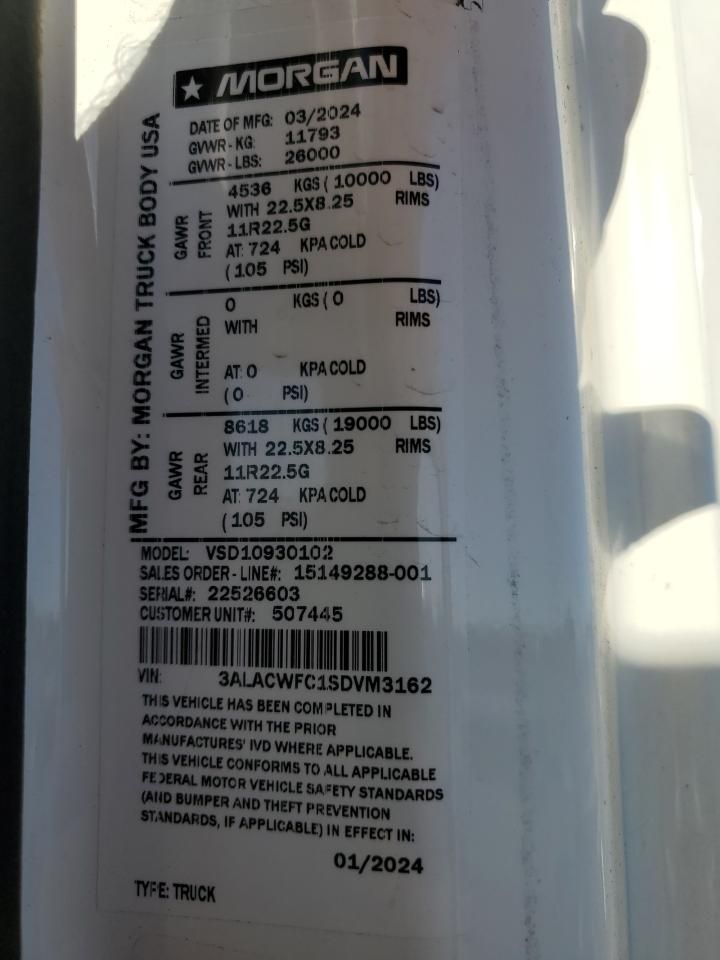 MORGAN
MFG BY: MORGAN TRUCK BODY USA
DATE OF MFG: 03/2024
GVWR - KG: 11793
GVWR - LBS: 26000
GAWR FRONT
4536 KGS ( 10000 LBS)
WITH 22.5X8.25 RIMS
11R22.5G
AT: 724 KPA COLD
( 105 PSI)
GAWR INTERMED
0 KGS ( 0 LBS)
WITH RIMS
AT: 0 KPA COLD
( 0 PSI)
GAWR REAR
8618 KGS ( 19000 LBS)
WITH 22.5X8.25 RIMS
11R22.5G
AT: 724 KPA COLD
( 105 PSI)
MODEL: VSD10930102
SALES ORDER - LINE#: 15149288-001
SERIAL#: 22526603
CUSTOMER UNIT#: 507445
VIN: 3ALACWFC1SDVM3162
THIS VEHICLE HAS BEEN COMPLETED IN
ACCORDANCE WITH THE PRIOR
MANUFACTURES' IVD WHERE APPLICABLE.
THIS VEHICLE CONFORMS TO ALL APPLICABLE
FEDERAL MOTOR VEHICLE SAFETY STANDARDS
(AND BUMPER AND THEFT PREVENTION
STANDARDS, IF APPLICABLE) IN EFFECT IN:
01/2024
TYPE: TRUCK